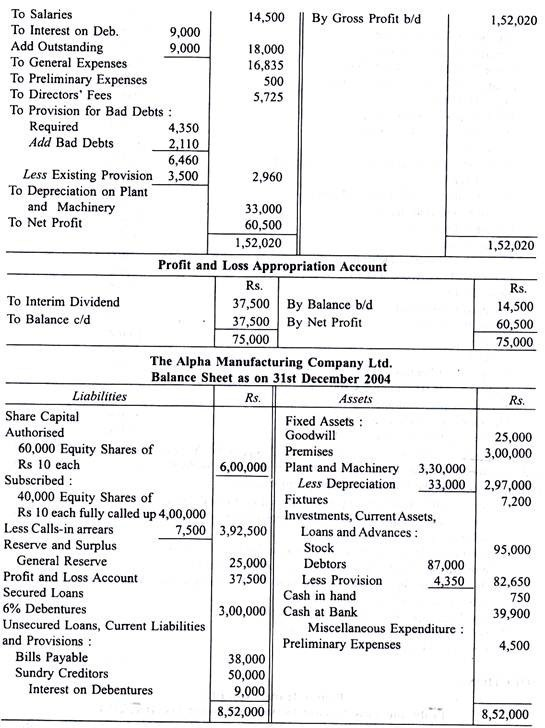 To Salaries 14,500 By Gross Profit b/d 1,52,020
To Interest on Deb. 9,000
Add Outstanding 9,000 18,000
To General Expenses 16,835
To Preliminary Expenses 500
To Directors' Fees 5,725
To Provision for Bad Debts :
Required 4,350
Add Bad Debts 2,110
6,460
Less Existing Provision 3,500 2,960
To Depreciation on Plant
and Machinery 33,000
To Net Profit 60,500
1,52,020 1,52,020
Profit and Loss Appropriation Account
Rs. Rs.
To Interim Dividend 37,500 By Balance b/d 14,500
To Balance c/d 37,500 By Net Profit 60,500
75,000 75,000
The Alpha Manufacturing Company Ltd.
Balance Sheet as on 31st December 2004
Liabilities Rs. Assets Rs.
Share Capital Fixed Assets :
Authorised Goodwill 25,000
60,000 Equity Shares of Premises 3,00,000
Rs 10 each 6,00,000 Plant and Machinery 3,30,000
Subscribed : Less Depreciation 33,000 2,97,000
40,000 Equity Shares of Fixtures 7,200
Rs 10 each fully called up 4,00,000 Investments, Current Assets,
Less Calls-in arrears 7,500 3,92,500 Loans and Advances :
Reserve and Surplus Stock 95,000
General Reserve 25,000 Debtors 87,000
Profit and Loss Account 37,500 Less Provision 4,350 82,650
Secured Loans Cash in hand 750
6% Debentures 3,00,000 Cash at Bank 39,900
Unsecured Loans, Current Liabilities Miscellaneous Expenditure :
and Provisions : Preliminary Expenses 4,500
Bills Payable 38,000
Sundry Creditors 50,000
Interest on Debentures 9,000
8,52,000 8,52,000